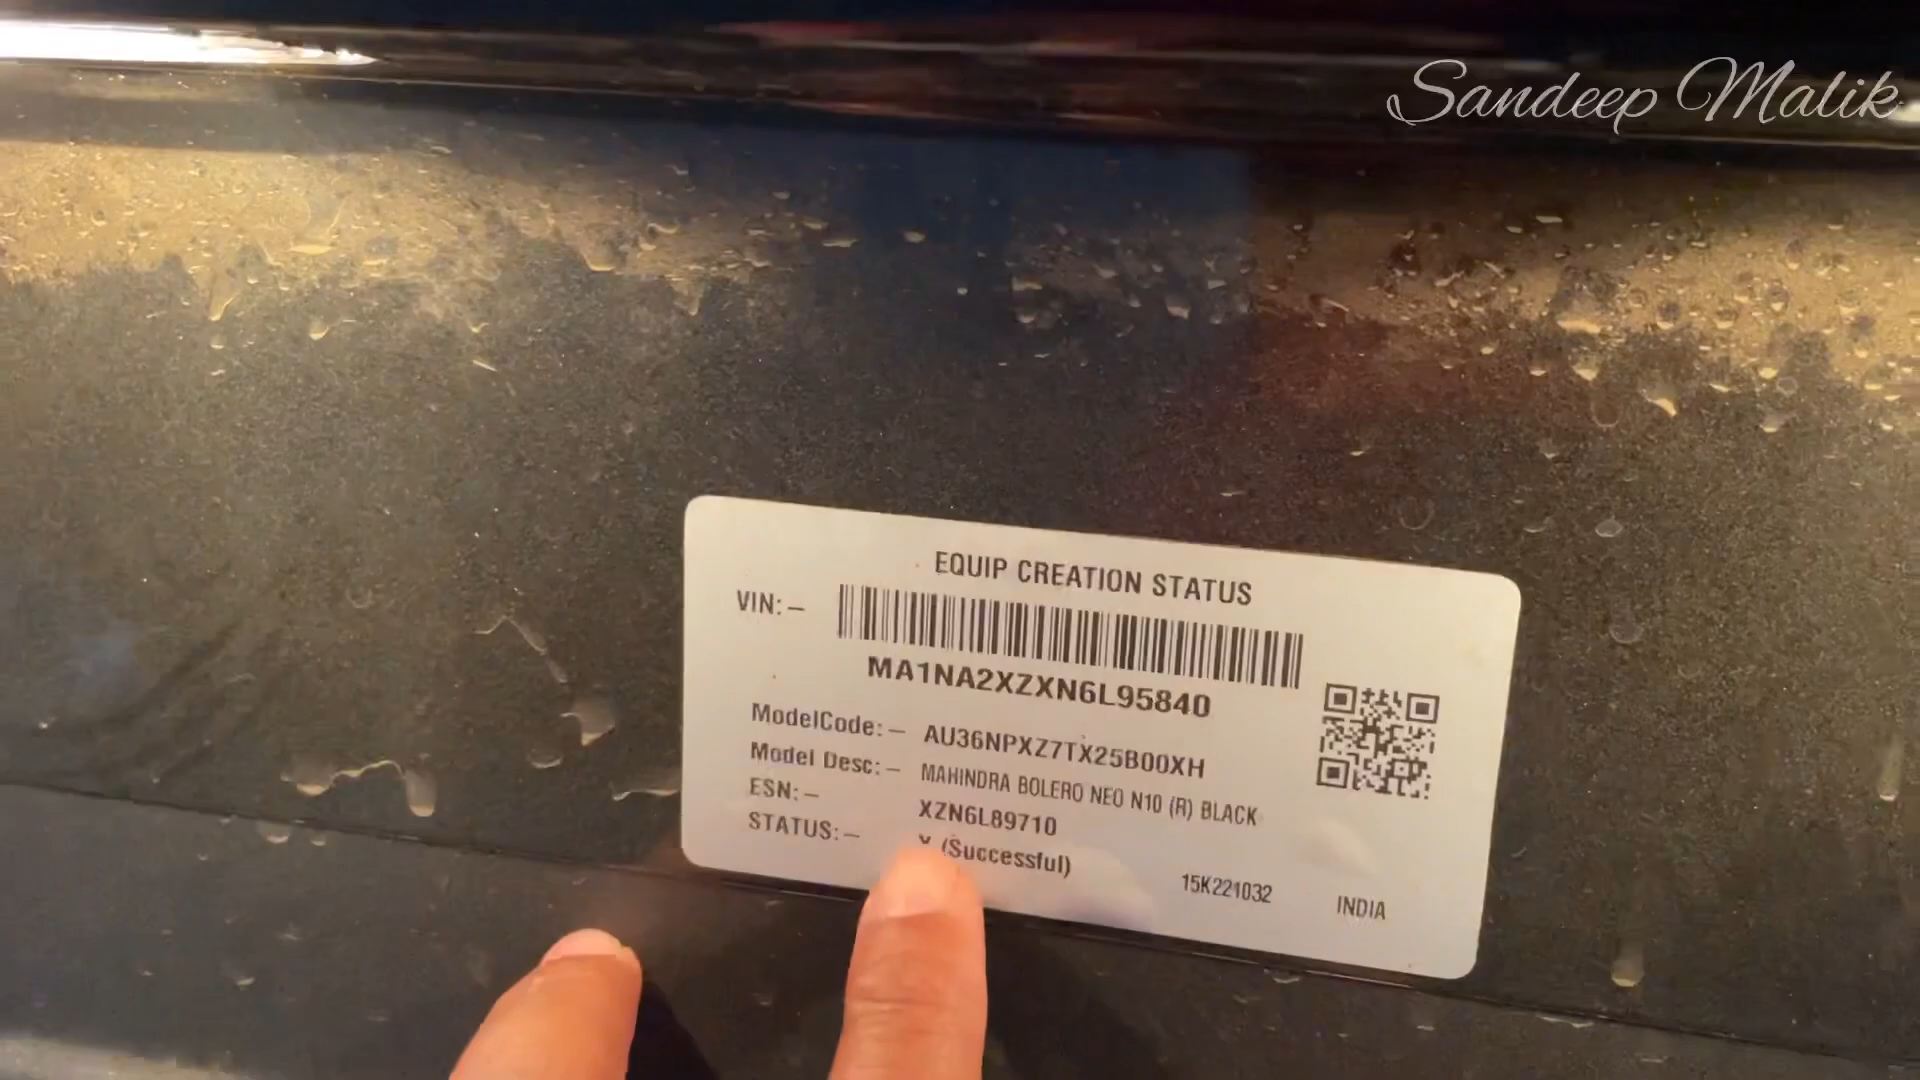 Sandeep Malik
EQUIP CREATION STATUS
VIN:–
MA1NA2XZXN6L95840
ModelCode:– AU36NPXZ7TX25B00XH
Model Desc:– MAHINDRA BOLERO NEO N10 (R) BLACK
ESN:– XZN6L89710
STATUS:– (Successful)
15K221032 INDIA